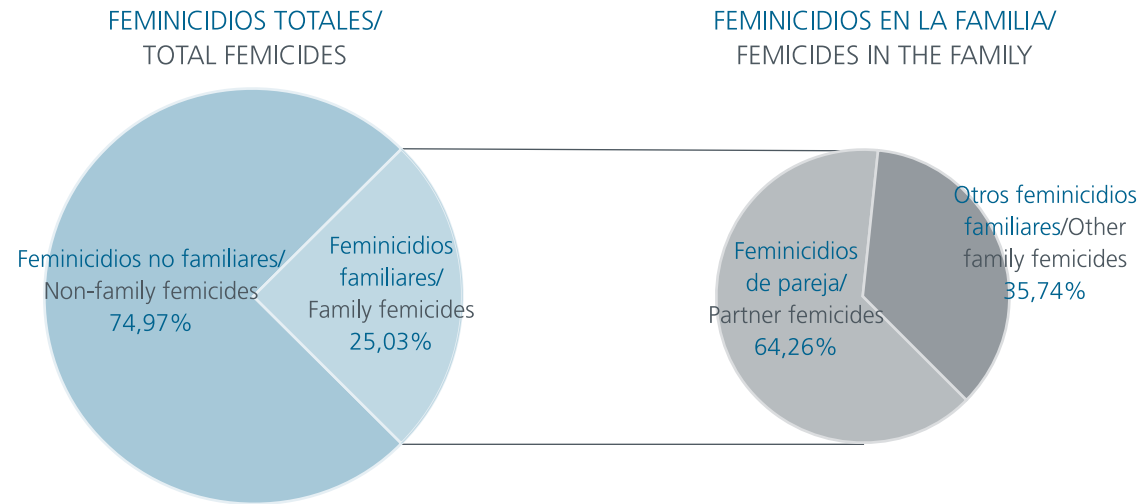 FEMINICIDIOS TOTALES/
TOTAL FEMICIDES
Feminicidios no familiares/
Non-family femicides
74,97%
Feminicidios
familiares/
Family femicides
25,03%
FEMINICIDIOS EN LA FAMILIA/
FEMICIDES IN THE FAMILY
Feminicidios
de pareja/
Partner femicides
64,26%
Otros feminicidios
familiares/Other
family femicides
35,74%